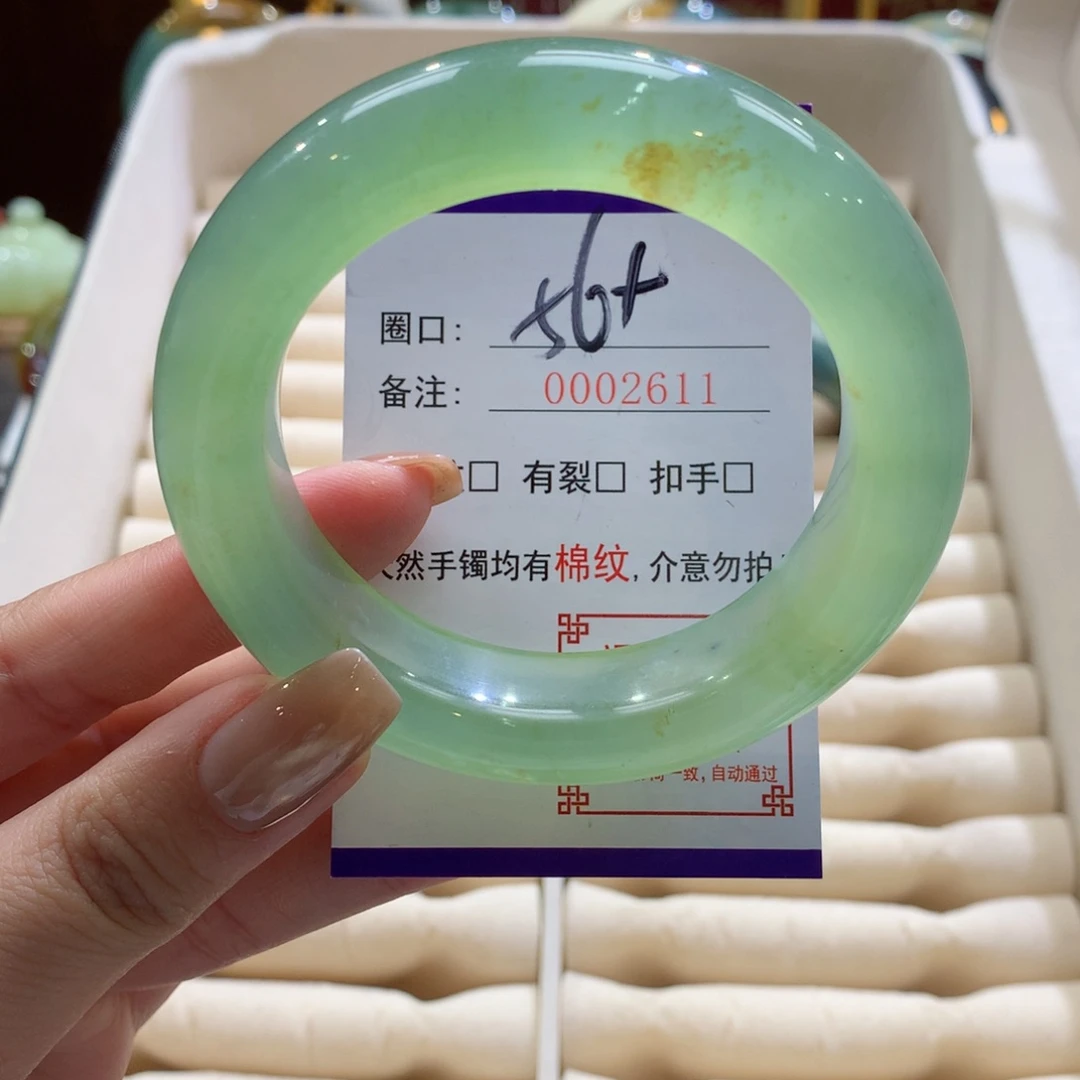 圈口: 56+
备注: 0002611
□ 有裂□ 扣手□
然手镯均有棉纹,介意勿拍
一致,自动通过